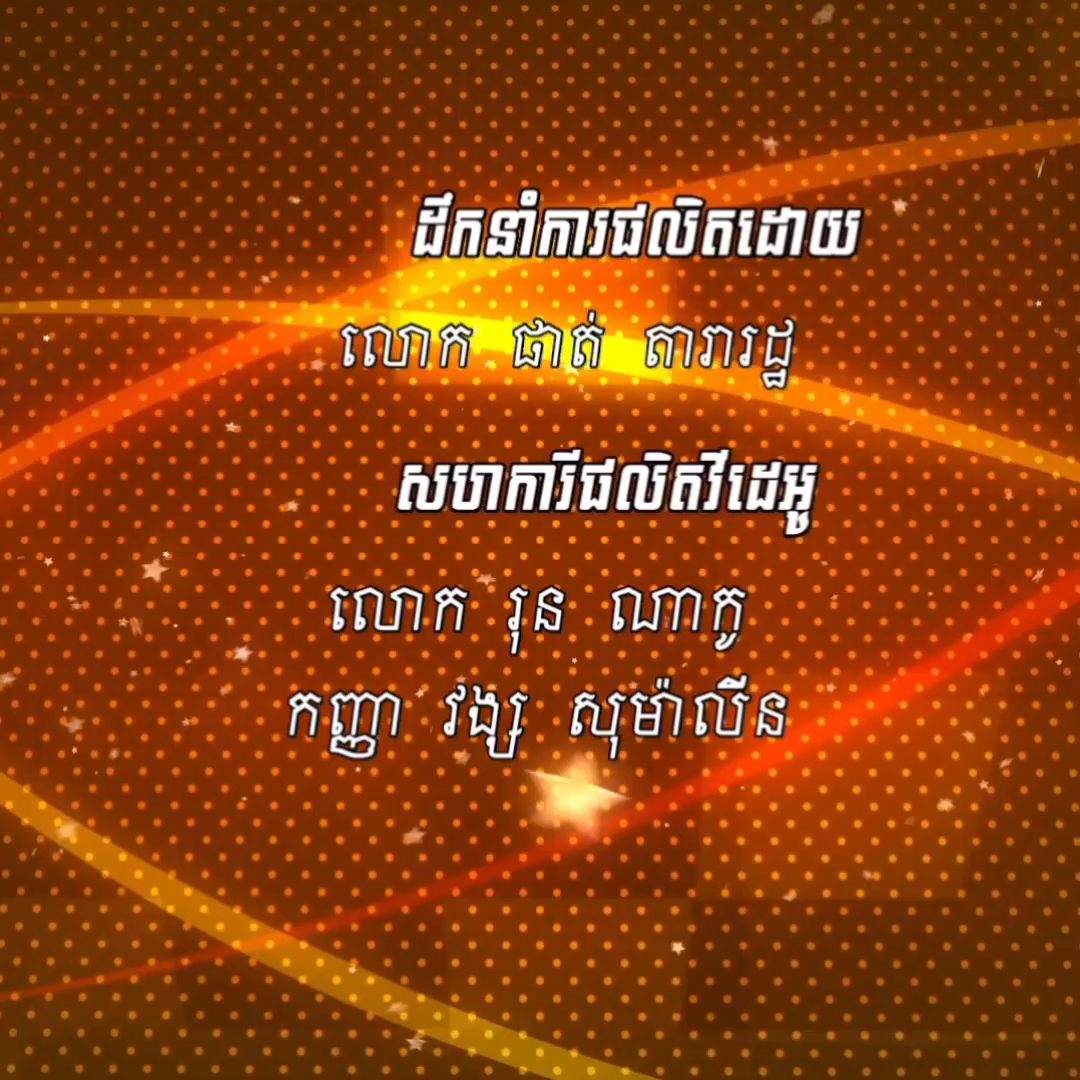 ដឹកនាំការផលិតដោយ
លោក ផាត់ តារារដ្ឋ
សហការីផលិតវីដេអូ
លោក រុន ណាកូ
កញ្ញា វង្ស សុម៉ាលីន